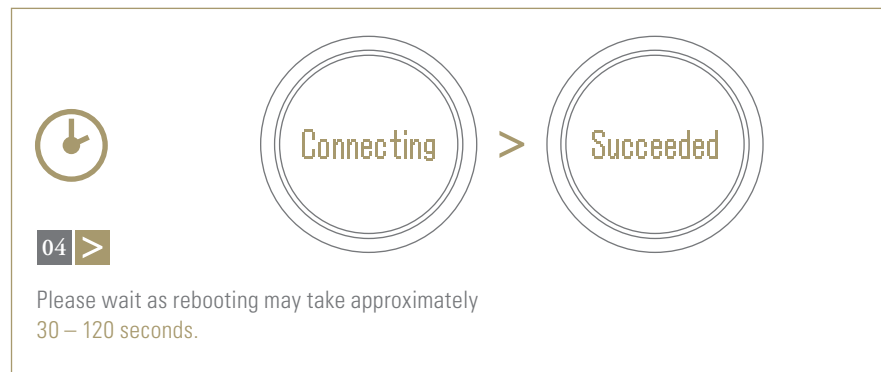 Connecting > Succeeded
04 >
Please wait as rebooting may take approximately
30 – 120 seconds.